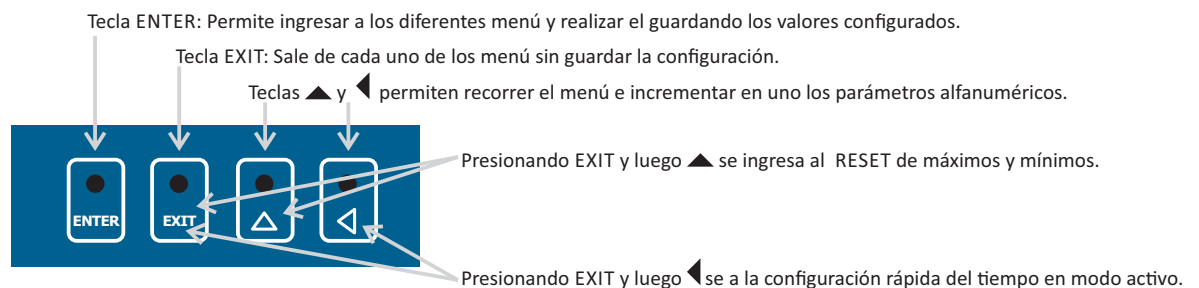 Tecla ENTER: Permite ingresar a los diferentes menú y realizar el guardando los valores configurados.
Tecla EXIT: Sale de cada uno de los menú sin guardar la configuración.
Teclas ▲ y ◀ permiten recorrer el menú e incrementar en uno los parámetros alfanuméricos.
Presionando EXIT y luego ▲ se ingresa al RESET de máximos y mínimos.
ENTER EXIT
Presionando EXIT y luego ◀ se a la configuración rápida del tiempo en modo activo.